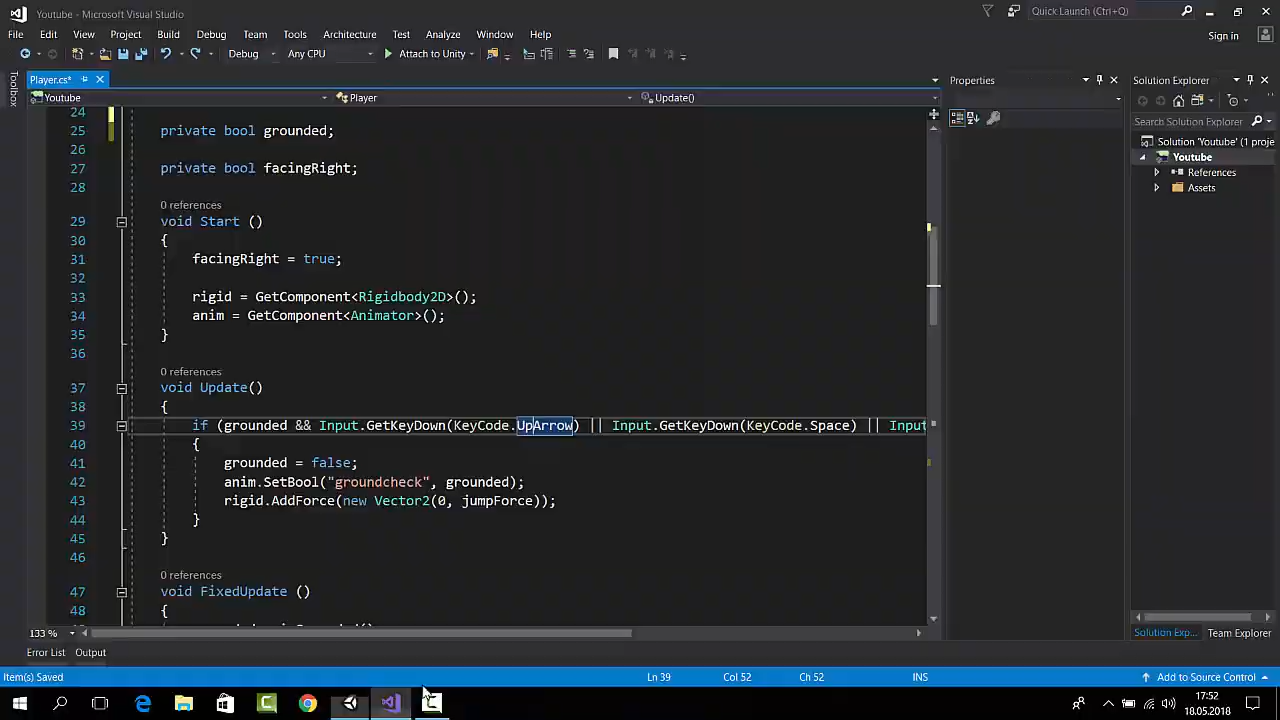 Youtube - Microsoft Visual Studio
Quick Launch (Ctrl+Q)
File Edit View Project Build Debug Team Tools Architecture Test Analyze Window Help
Sign in
Debug Any CPU Attach to Unity
Toolbox
Player.cs*
Properties
Solution Explorer
Youtube Player Update()
Search Solution Explorer
Solution 'Youtube' (1 proje
Youtube
References
Assets
24
25 private bool grounded;
26
27 private bool facingRight;
28
0 references
29 void Start ()
30 {
31 facingRight = true;
32
33 rigid = GetComponent<Rigidbody2D>();
34 anim = GetComponent<Animator>();
35 }
36
0 references
37 void Update()
38 {
39 if (grounded && Input.GetKeyDown(KeyCode.UpArrow) || Input.GetKeyDown(KeyCode.Space) || Input
40 {
41 grounded = false;
42 anim.SetBool("groundcheck", grounded);
43 rigid.AddForce(new Vector2(0, jumpForce));
44 }
45 }
46
0 references
47 void FixedUpdate ()
48 {
133 %
Solution Exp... Team Explorer
Error List Output
Item(s) Saved Ln 39 Col 52 Ch 52 INS Add to Source Control
17:52
18.05.2018